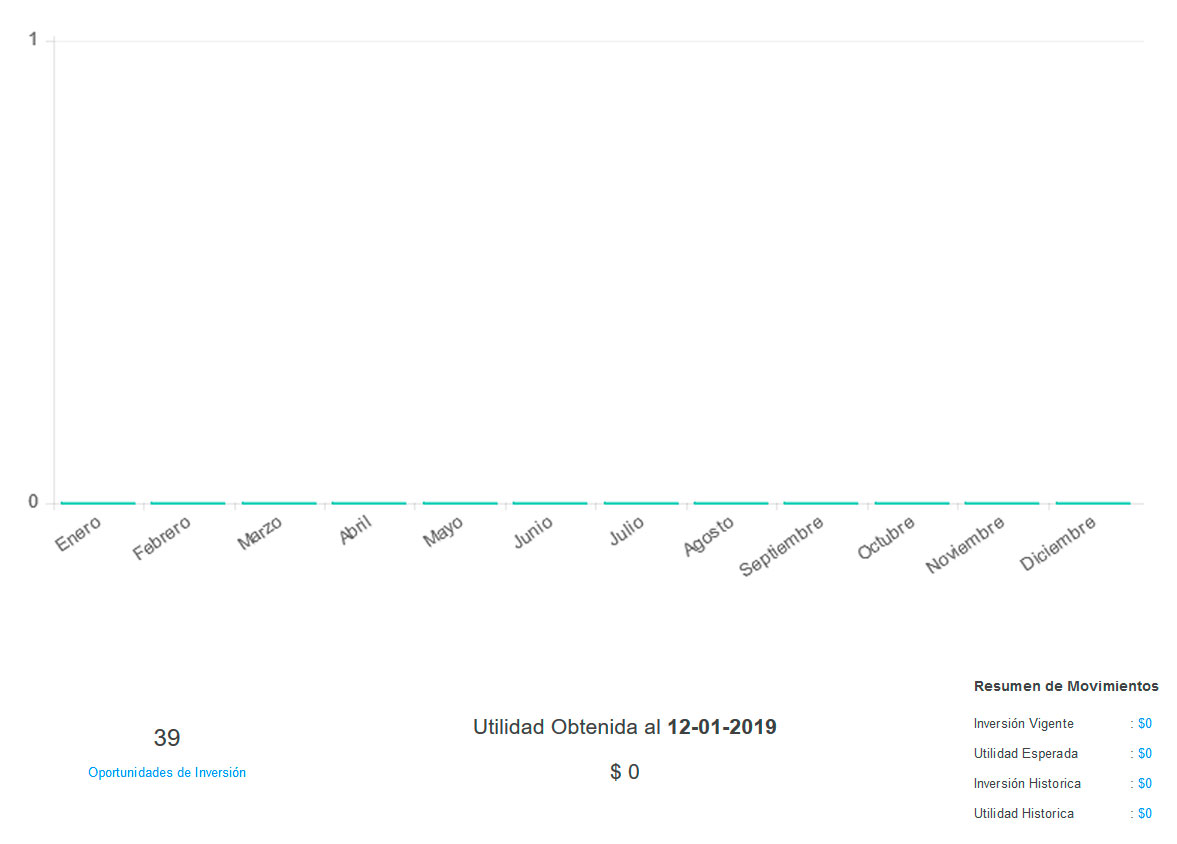 1
0
Enero
Febrero
Marzo
Abril
Mayo
Junio
Julio
Agosto
Septiembre
Octubre
Noviembre
Diciembre
39
Oportunidades de Inversión
Utilidad Obtenida al 12-01-2019
$ 0
Resumen de Movimientos
Inversión Vigente : $0
Utilidad Esperada : $0
Inversión Historica : $0
Utilidad Historica : $0